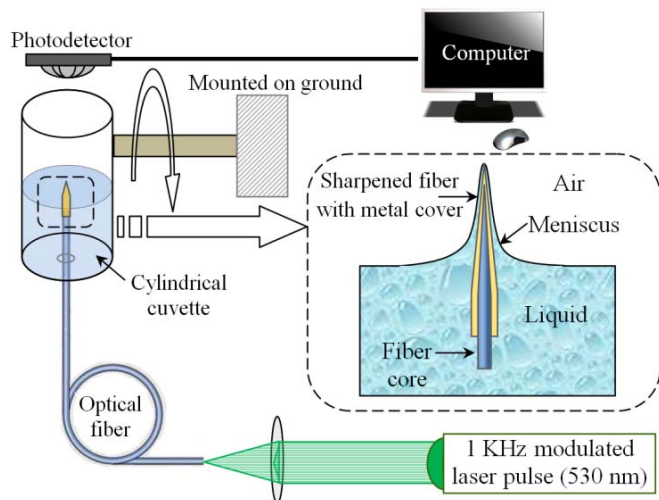 Photodetector
Computer
Mounted on ground
Sharpened fiber
with metal cover
Air
Meniscus
Cylindrical
cuvette
Liquid
Fiber
core
Optical
fiber
1 KHz modulated
laser pulse (530 nm)